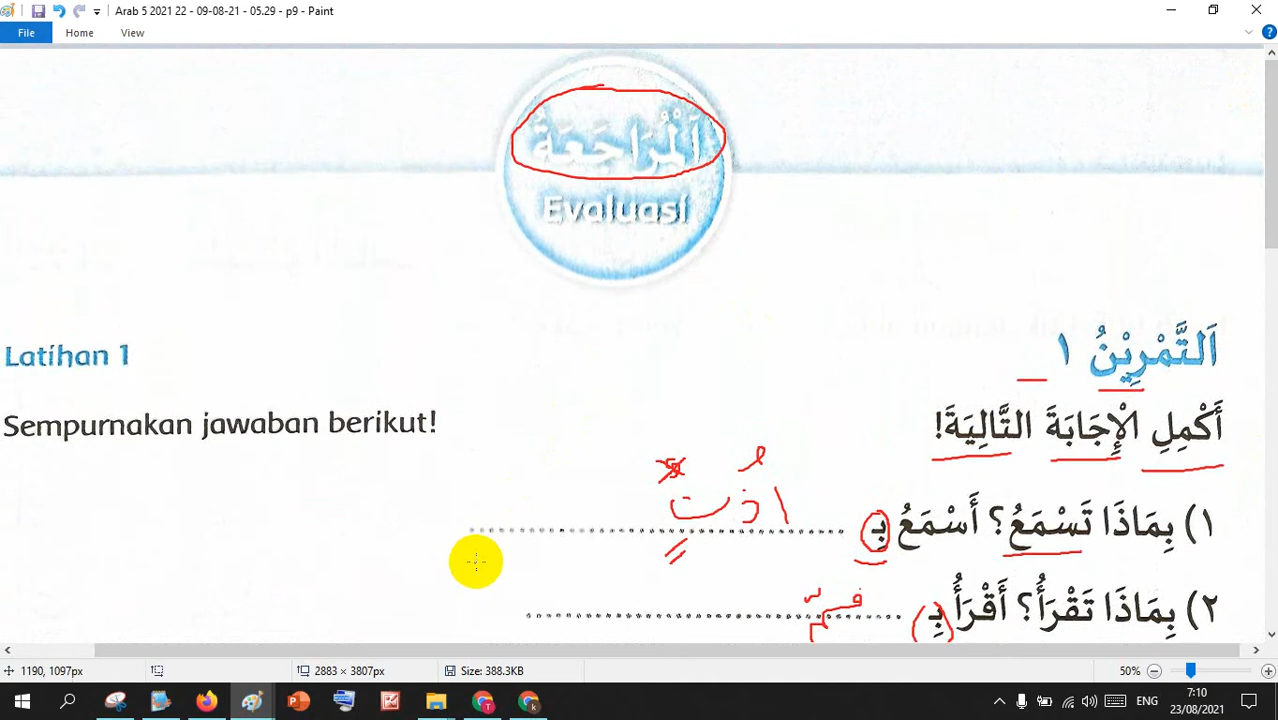 Arab 5 2021 22 - 09-08-21 - 05.29 - p9 - Paint
File Home View
اَلْمُرَاجَعَةُ
Evaluasi
اَلتَّمْرِيْنُ ١
Latihan 1
أَكْمِلِ الْإِجَابَةَ التَّالِيَةَ!
Sempurnakan jawaban berikut!
١) بِمَاذَا تَسْمَعُ؟ أَسْمَعُ بِـ ........
٢) بِمَاذَا تَقْرَأُ؟ أَقْرَأُ بِـ ........
1190, 1097px 2883 × 3807px Size: 388.3KB 50%
ENG 7:10
23/08/2021